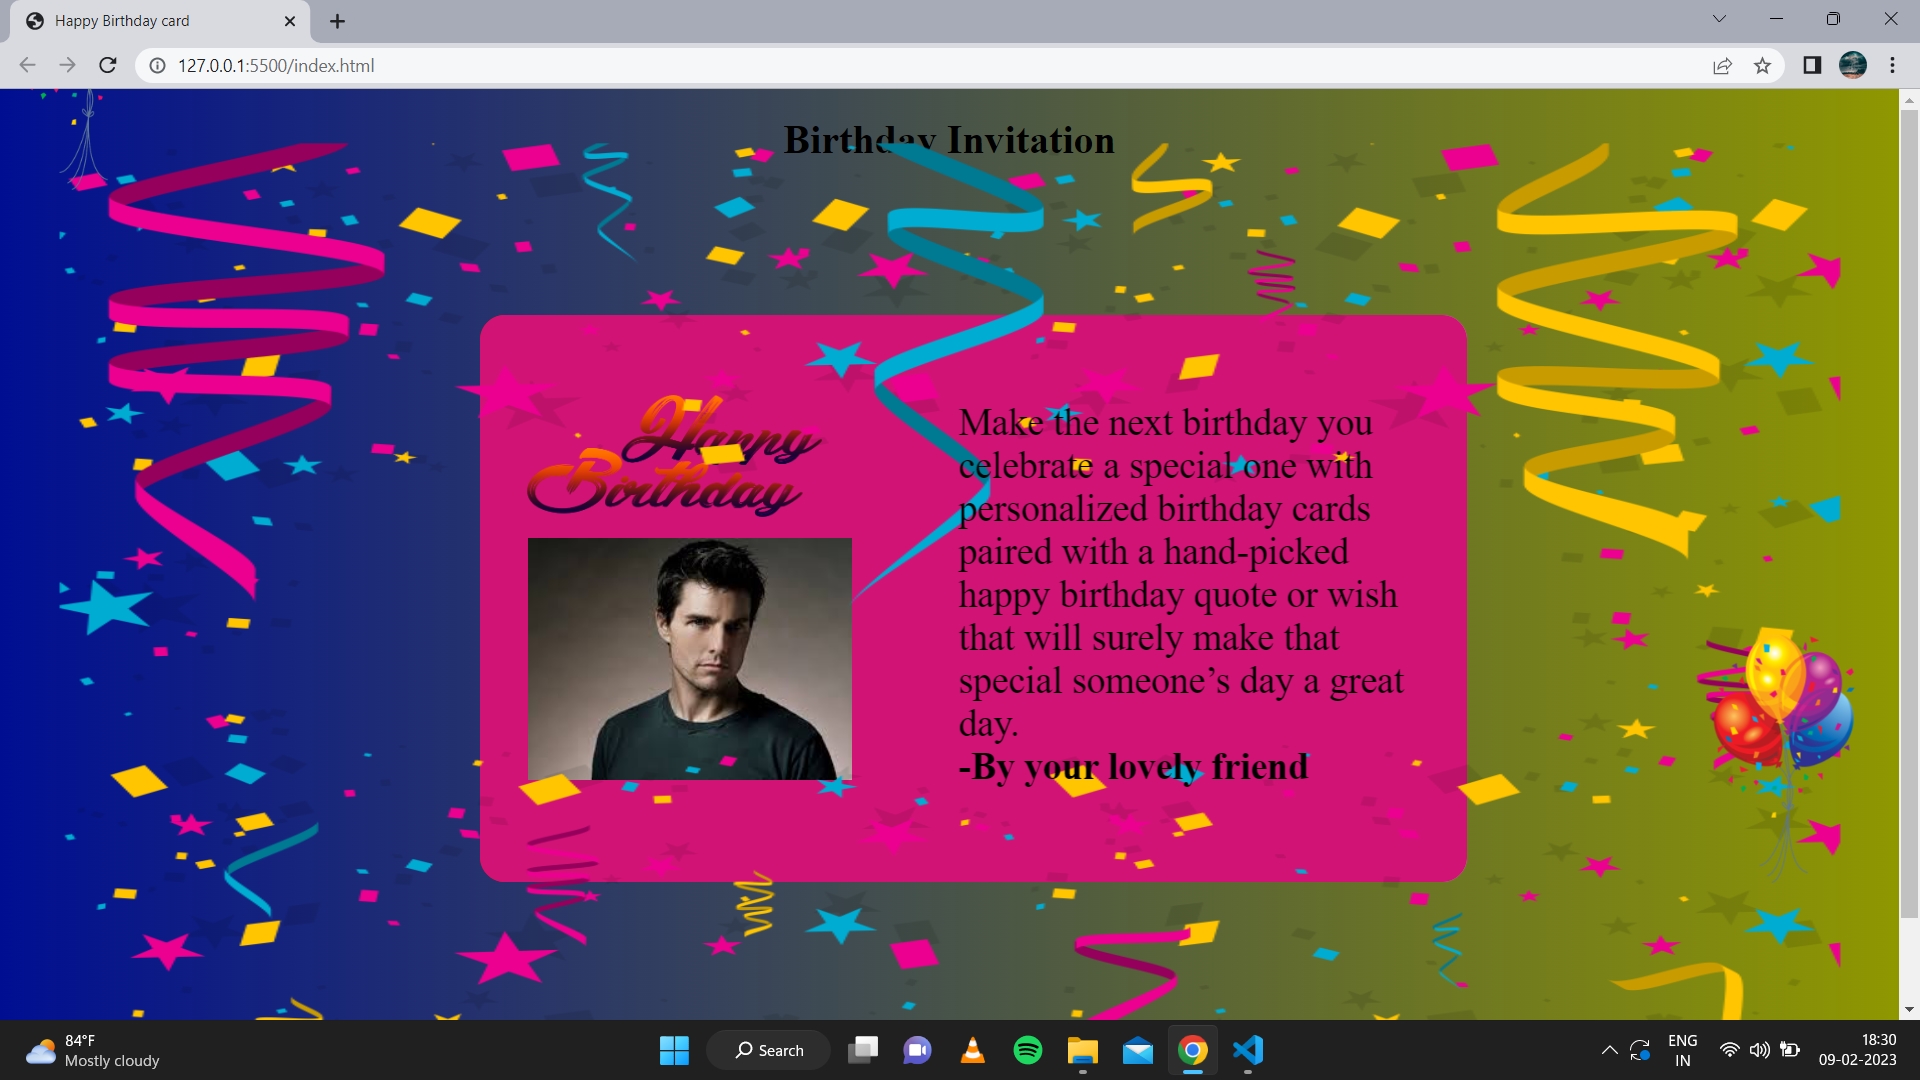 Happy Birthday card
127.0.0.1:5500/index.html
Birthday Invitation
Happy
Birthday
Make the next birthday you
celebrate a special one with
personalized birthday cards
paired with a hand-picked
happy birthday quote or wish
that will surely make that
special someone’s day a great
day.
-By your lovely friend
84°F
Mostly cloudy
Search
ENG
IN
18:30
09-02-2023